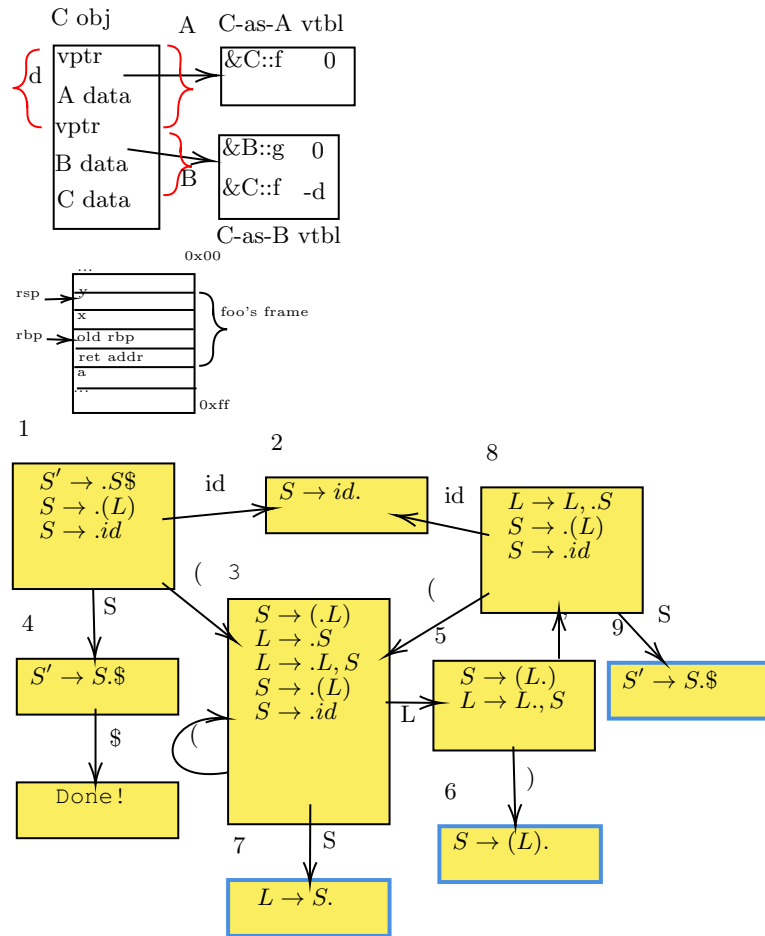 C obj
A
C-as-A vtbl
vptr
&C::f 0
d
A data
vptr
&B::g 0
B data
B
&C::f -d
C data
C-as-B vtbl
0x00
...
rsp
y
x
foo's frame
rbp
old rbp
ret addr
a
...
0xff
1
2
8
S′ → .S$
S → .(L)
S → .id
id
S → id.
id
L → L, .S
S → .(L)
S → .id
( 3
(
S
4
5
,
9
S
S → (.L)
L → .S
L → .L, S
S → .(L)
S → .id
S′ → S.$
S → (L.)
L → L., S
S′ → S.$
L
(
$
Done!
)
6
7
S
S → (L).
L → S.